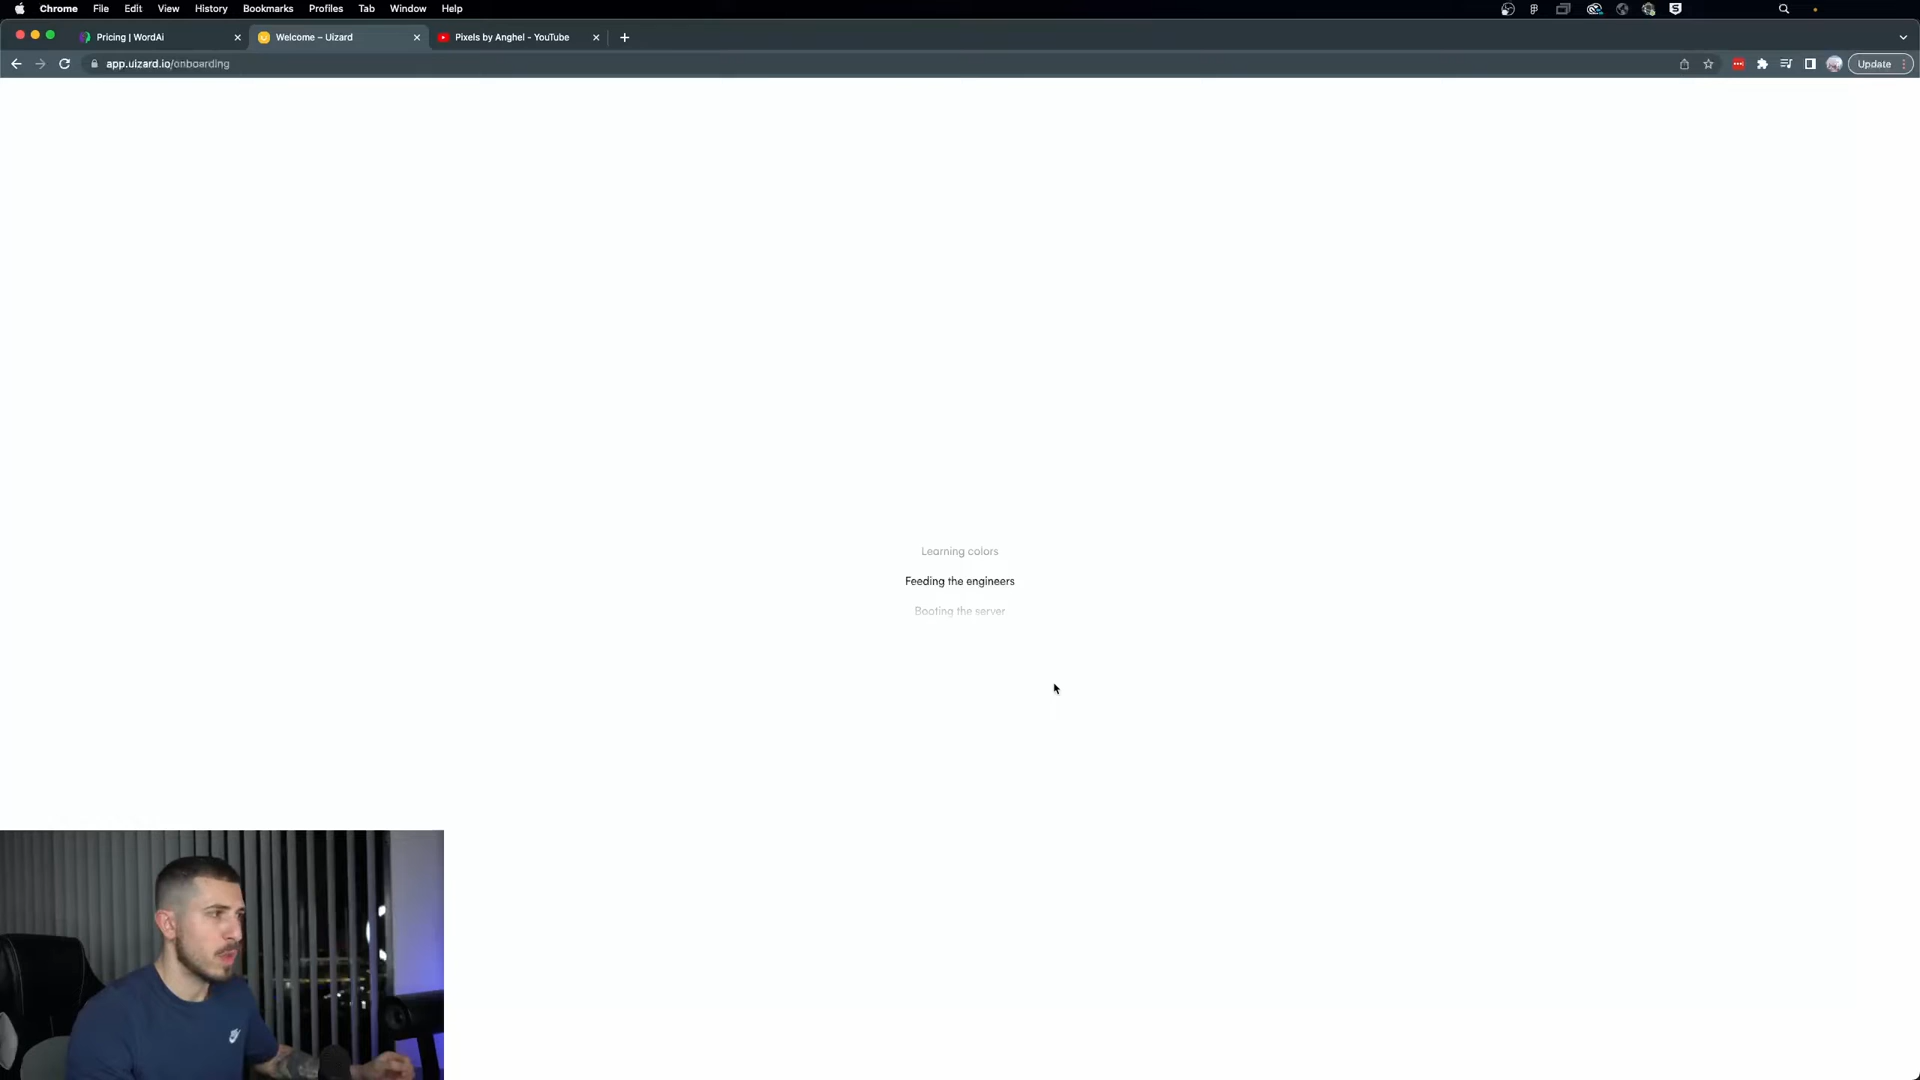 Chrome File Edit View History Bookmarks Profiles Tab Window Help
Pricing | WordAi
Welcome – Uizard
Pixels by Anghel - YouTube
app.uizard.io/onboarding
Update
Learning colors
Feeding the engineers
Booting the server